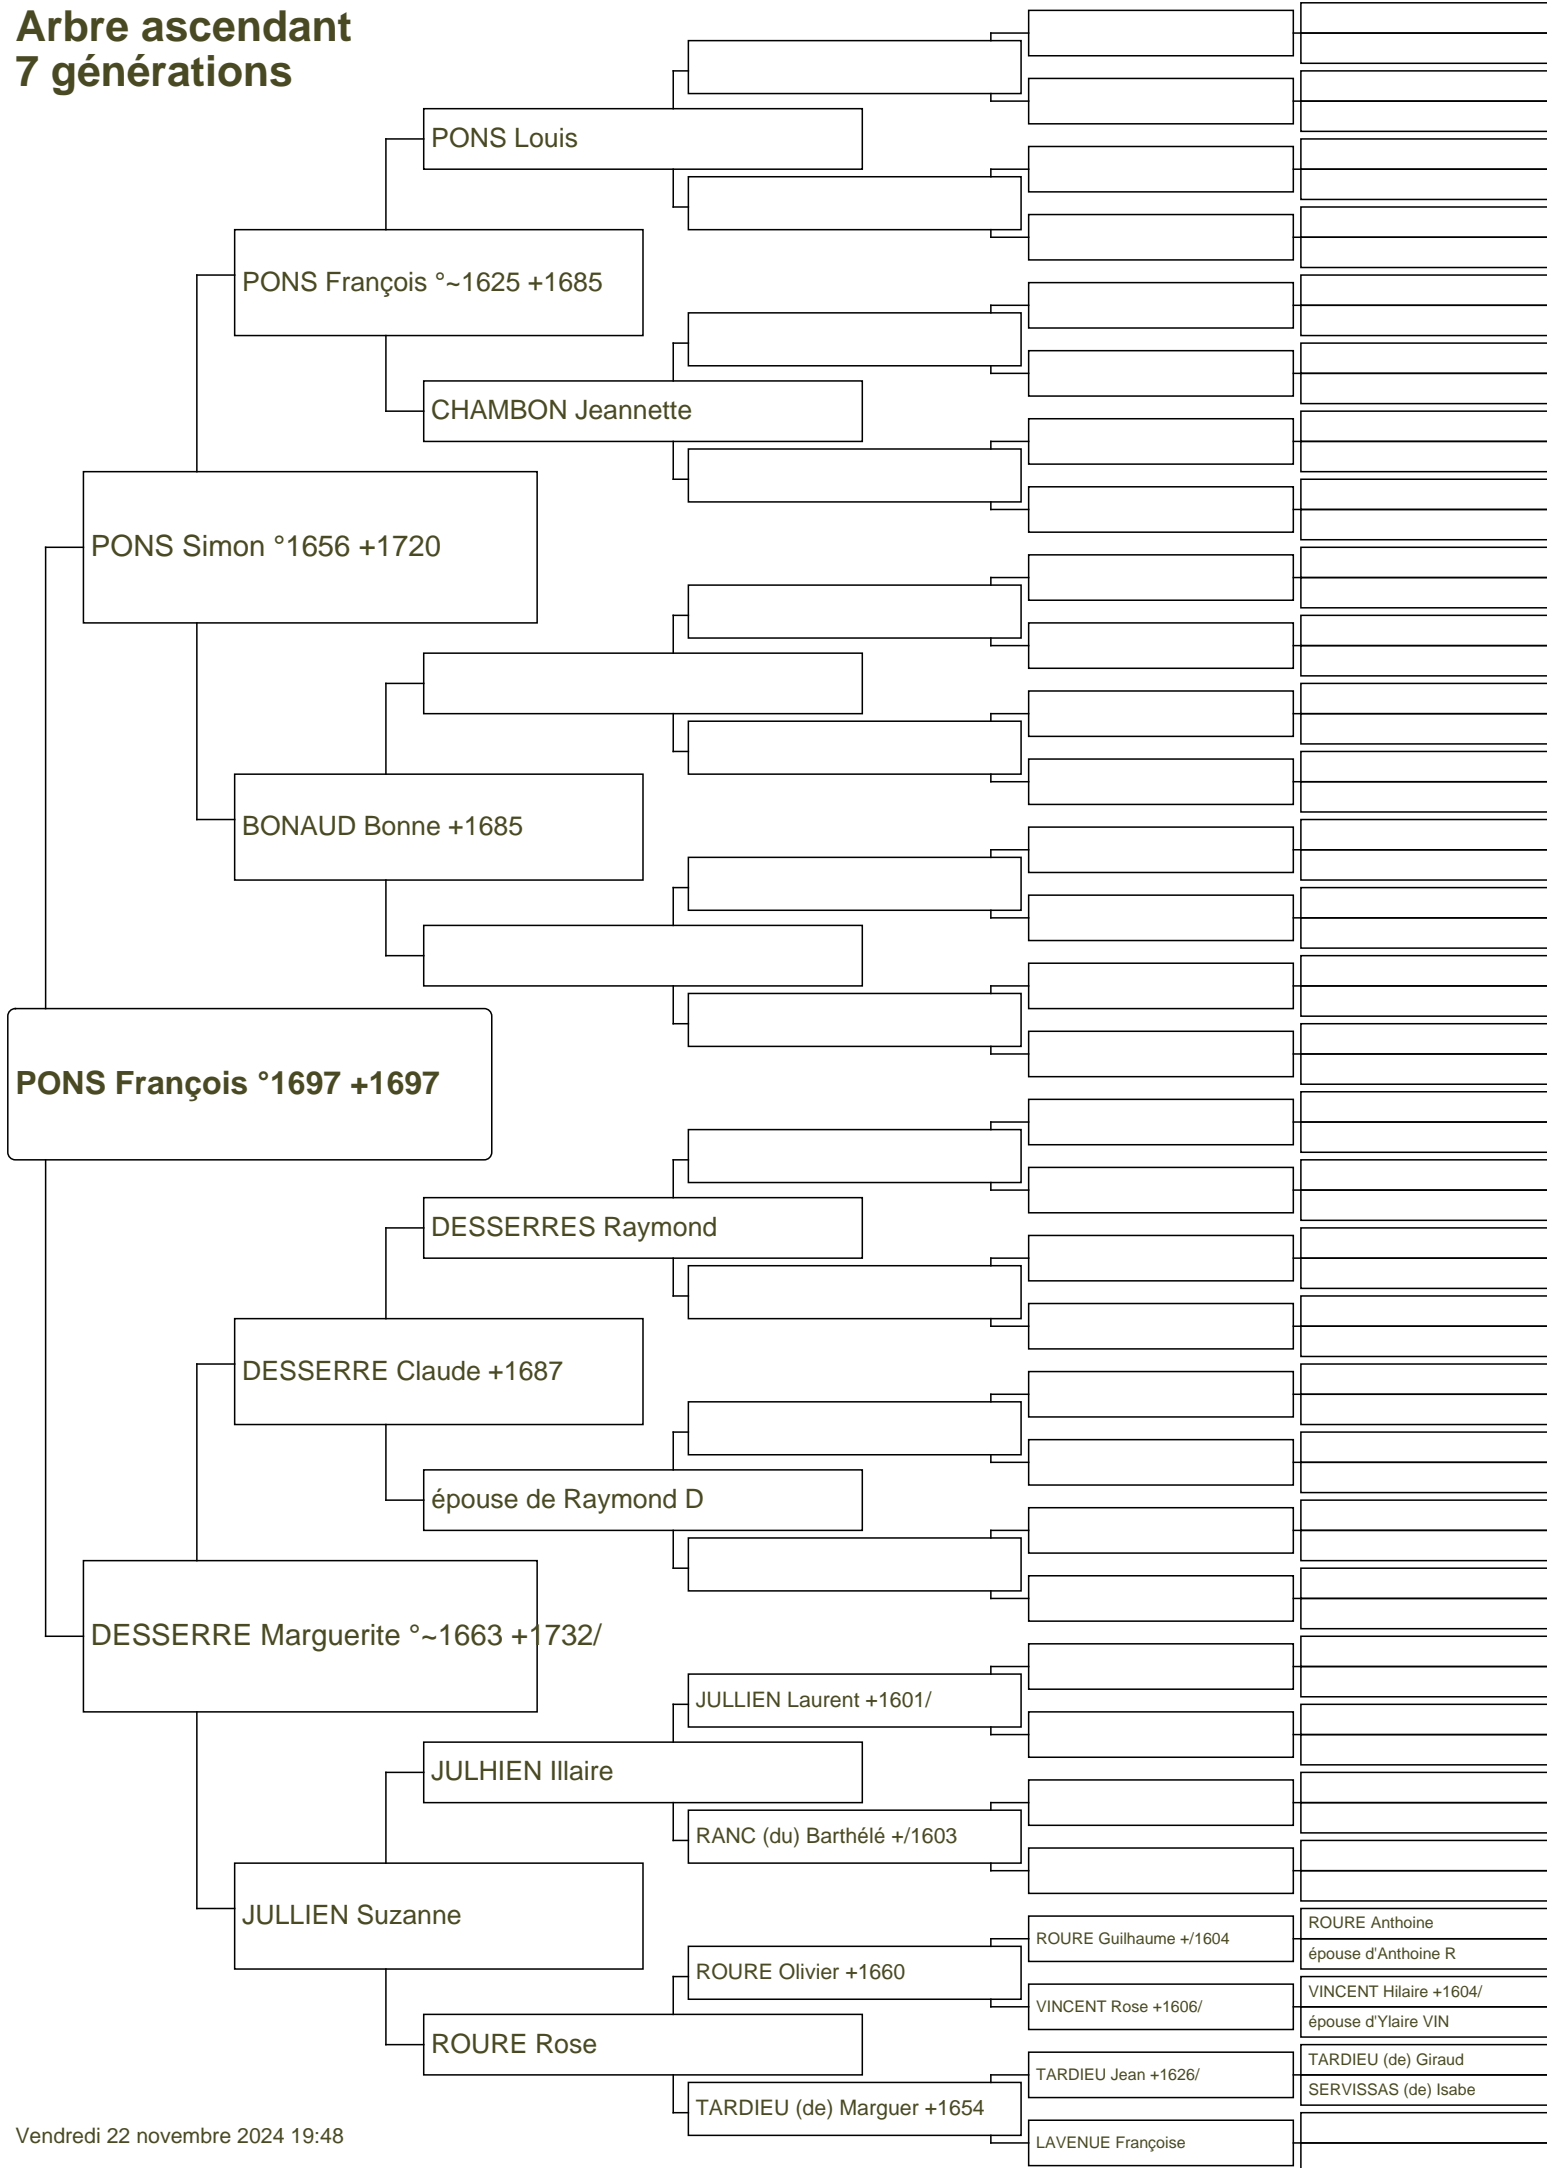 Arbre ascendant
7 générations
PONS Louis
PONS François °~1625 +1685
CHAMBON Jeannette
PONS Simon °1656 +1720
BONAUD Bonne +1685
PONS François °1697 +1697
DESSERRES Raymond
DESSERRE Claude +1687
épouse de Raymond D
DESSERRE Marguerite °~1663 +1732/
JULLIEN Laurent +1601/
JULHIEN Illaire
RANC (du) Barthélé +/1603
JULLIEN Suzanne
ROURE Anthoine
ROURE Guilhaume +/1604
épouse d'Anthoine R
ROURE Olivier +1660
VINCENT Hilaire +1604/
VINCENT Rose +1606/
épouse d'Ylaire VIN
ROURE Rose
TARDIEU (de) Giraud
TARDIEU Jean +1626/
SERVISSAS (de) Isabe
TARDIEU (de) Marguer +1654
LAVENUE Françoise
Vendredi 22 novembre 2024 19:48